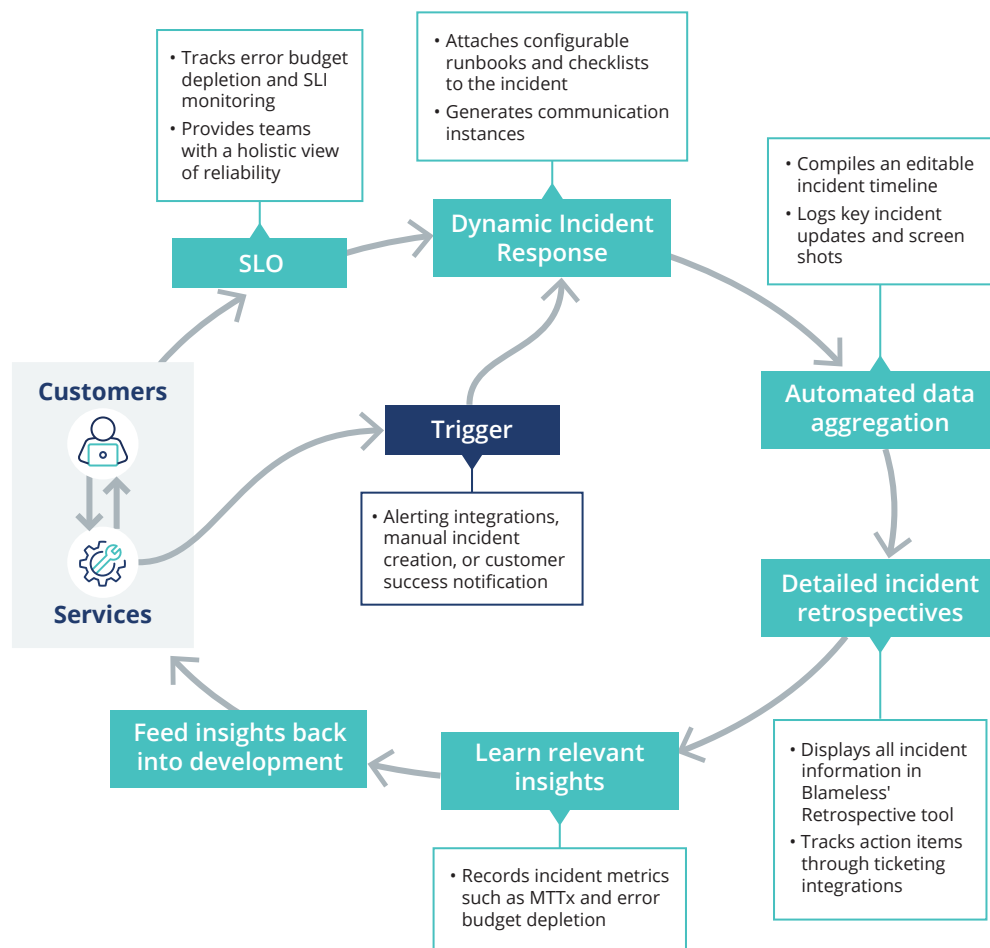 • Tracks error budget
depletion and SLI
monitoring
• Provides teams
with a holistic view
of reliability
• Attaches configurable
runbooks and checklists
to the incident
• Generates communication
instances
• Compiles an editable
incident timeline
• Logs key incident
updates and screen
shots
SLO
Dynamic Incident
Response
Customers
Services
Trigger
• Alerting integrations,
manual incident
creation, or customer
success notification
Automated data
aggregation
Detailed incident
retrospectives
• Displays all incident
information in
Blameless'
Retrospective tool
• Tracks action items
through ticketing
integrations
Learn relevant
insights
• Records incident metrics
such as MTTx and error
budget depletion
Feed insights back
into development